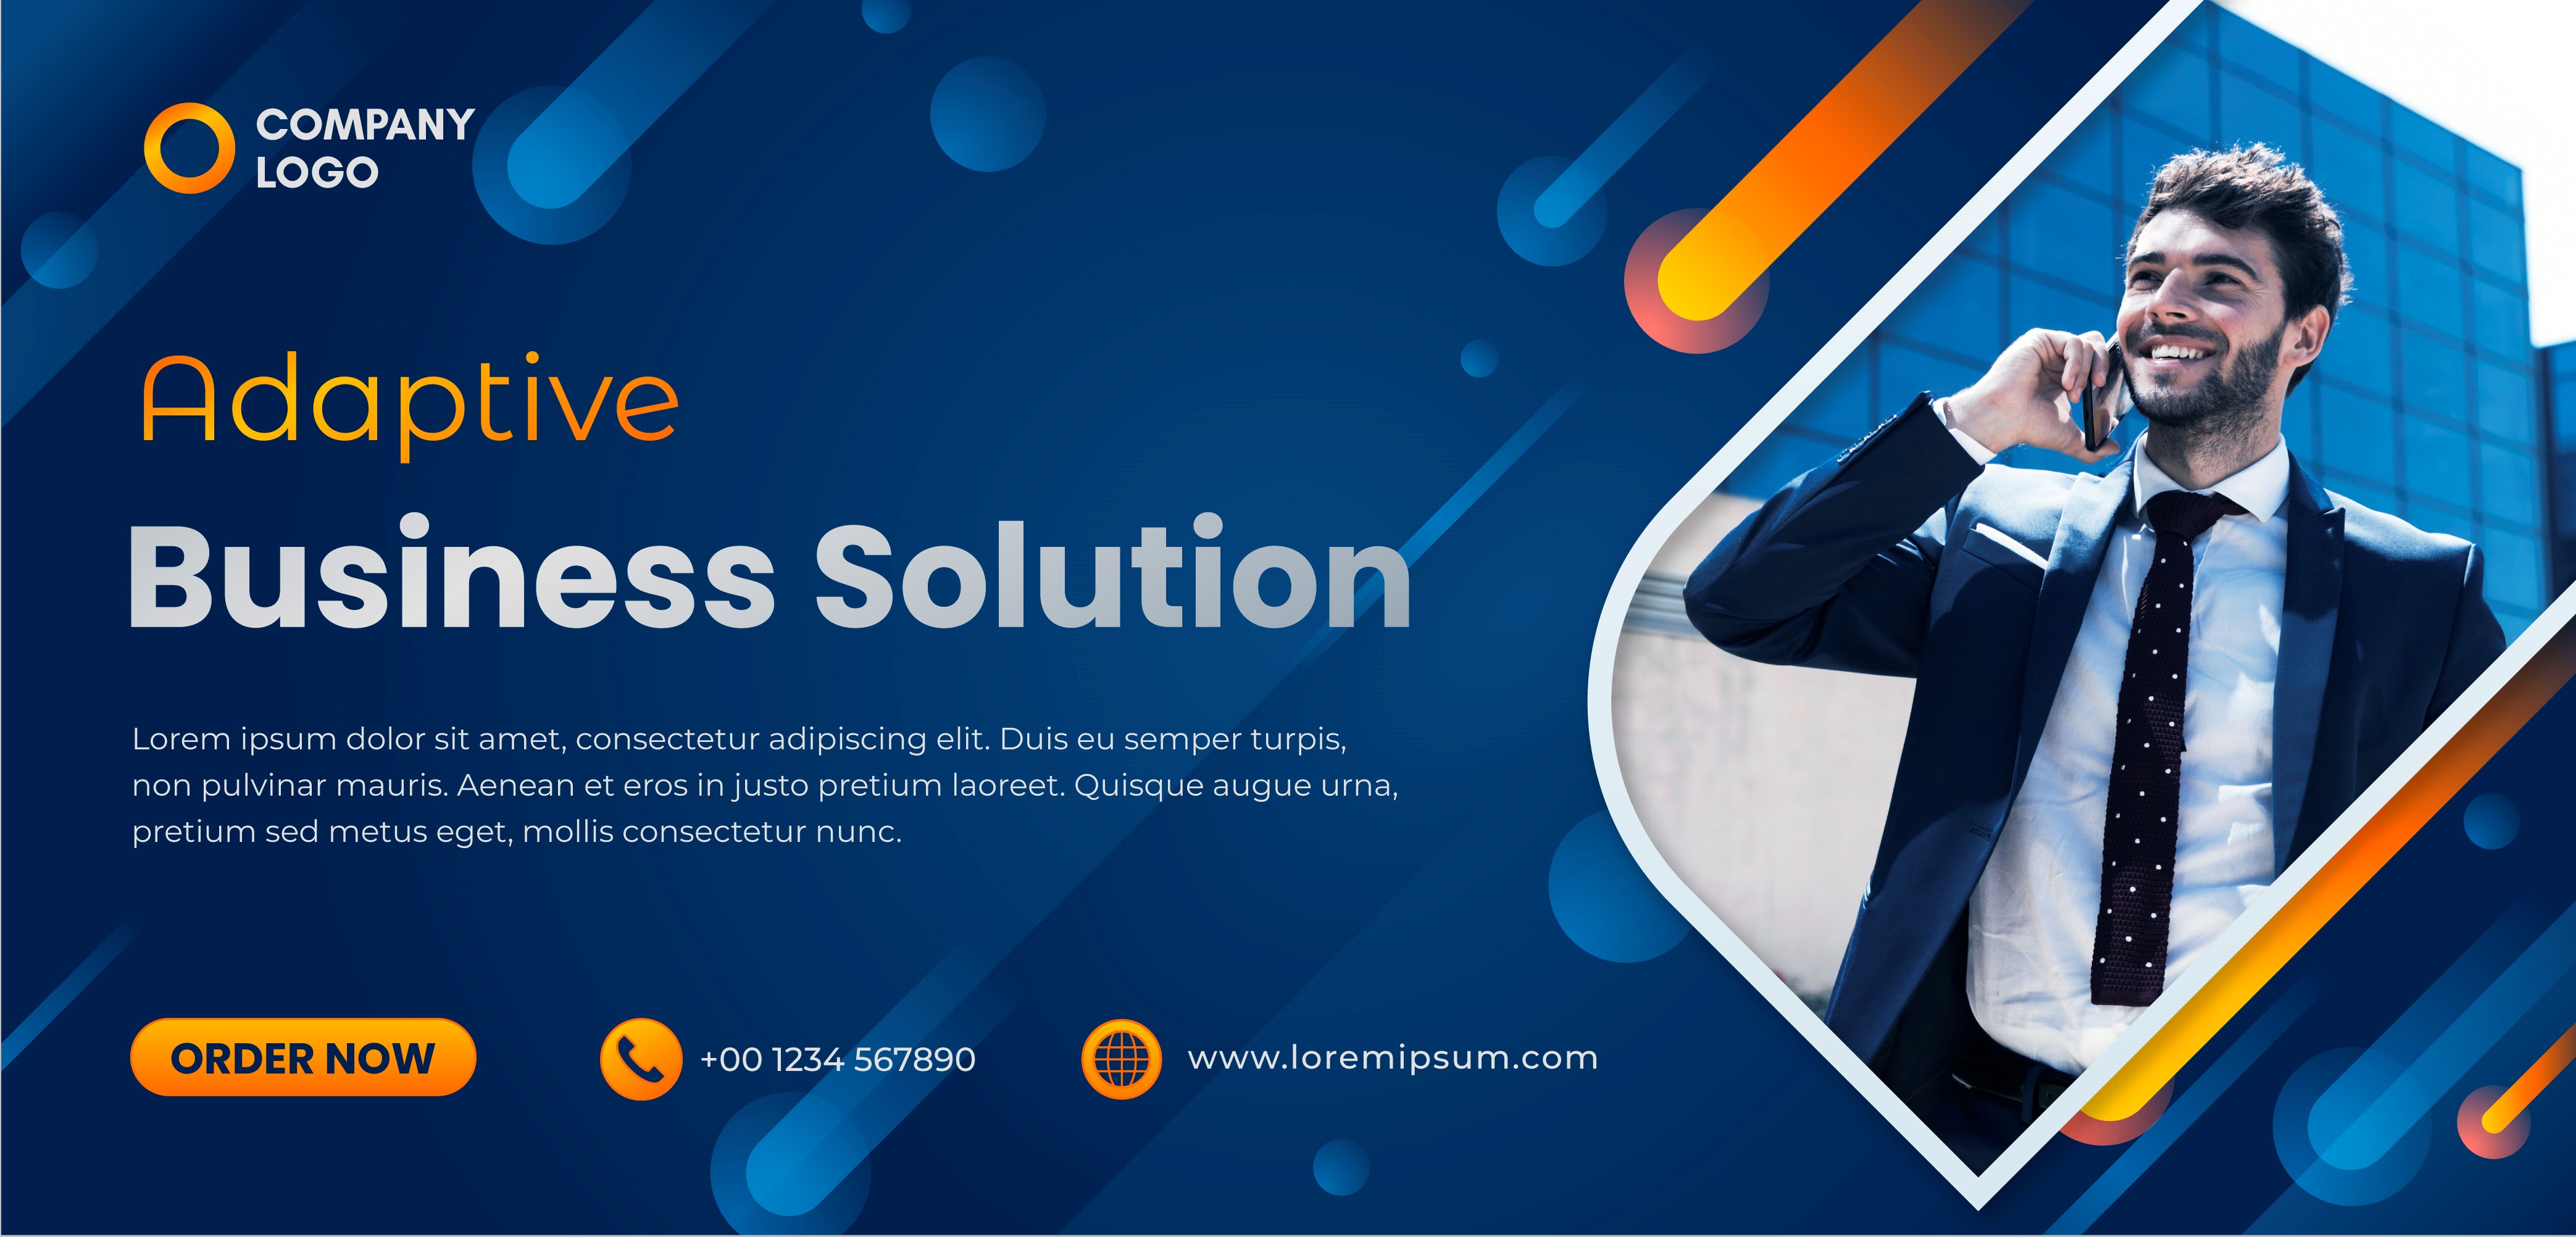 COMPANY
LOGO
Adaptive
Business Solution
Lorem ipsum dolor sit amet, consectetur adipiscing elit. Duis eu semper turpis,
non pulvinar mauris. Aenean et eros in justo pretium laoreet. Quisque augue urna,
pretium sed metus eget, mollis consectetur nunc.
ORDER NOW
+00 1234 567890
www.loremipsum.com